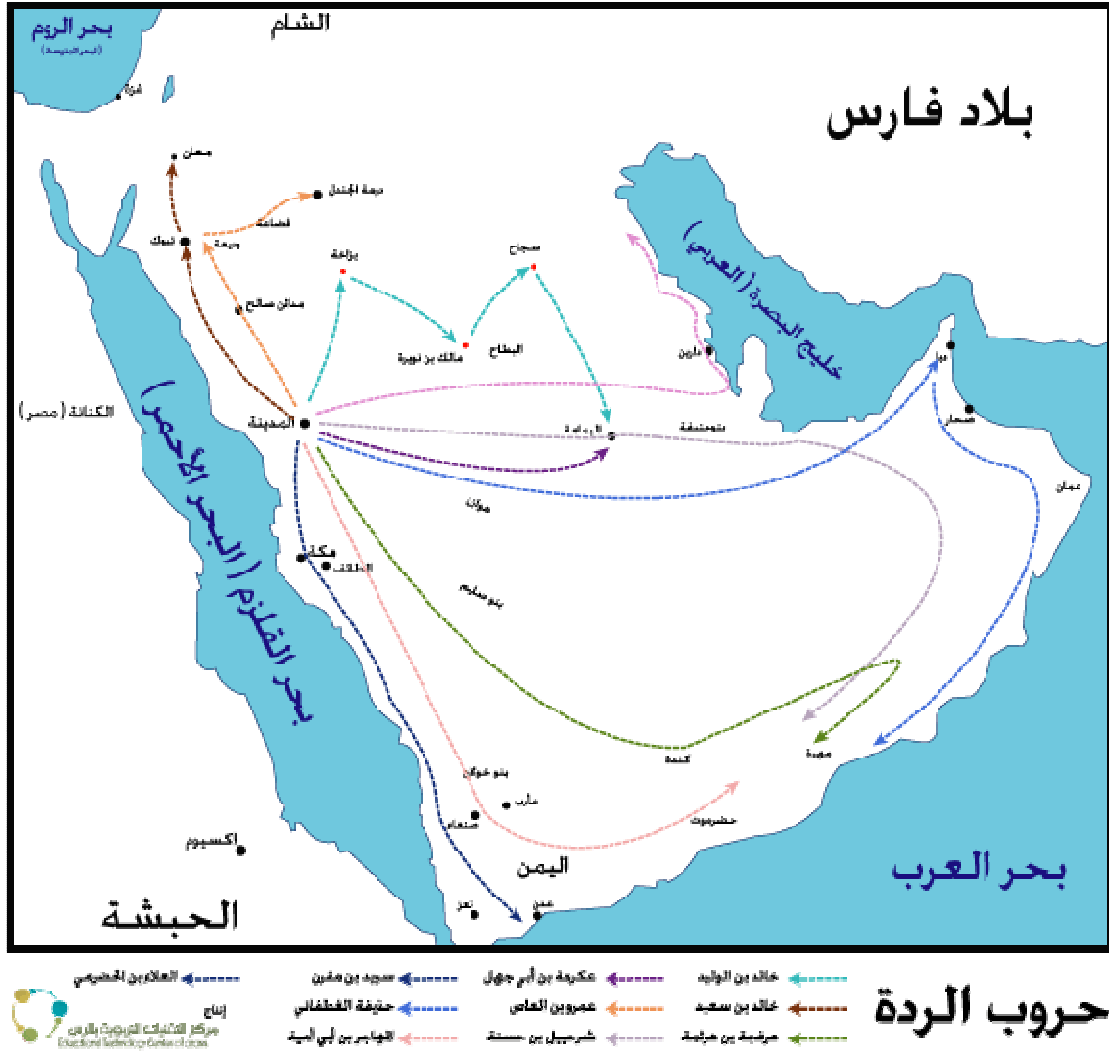 بحر الروم
الشام
بلاد فارس
غزة
معان
دومة الجندل
قضاعة
تبوك
وديعة
بزاخة
سجاح
مدائن صالح
مالك بن نويرة
البطاح
خليج البصرة (العربي)
دارين
دبا
صحار
عمان
الكنانة (مصر)
المدينة
اليمامة
بنو حنيفة
بحر القلزم (البحر الأحمر)
هوازن
مكة
الطائف
بنو سليم
كندة
مهرة
بنو خولان
مأرب
صنعاء
حضرموت
اكسيوم
اليمن
بحر العرب
الحبشة
تعز
عدن
حروب الردة
خالد بن الوليد
عكرمة بن أبي جهل
سويد بن مقرن
العلاء بن الحضرمي
خالد بن سعيد
عمرو بن العاص
حذيفة الغطفاني
عرفجة بن هرثمة
شرحبيل بن حسنة
المهاجر بن أبي أمية
إنتاج
مركز التقنيات التربوية بالرس